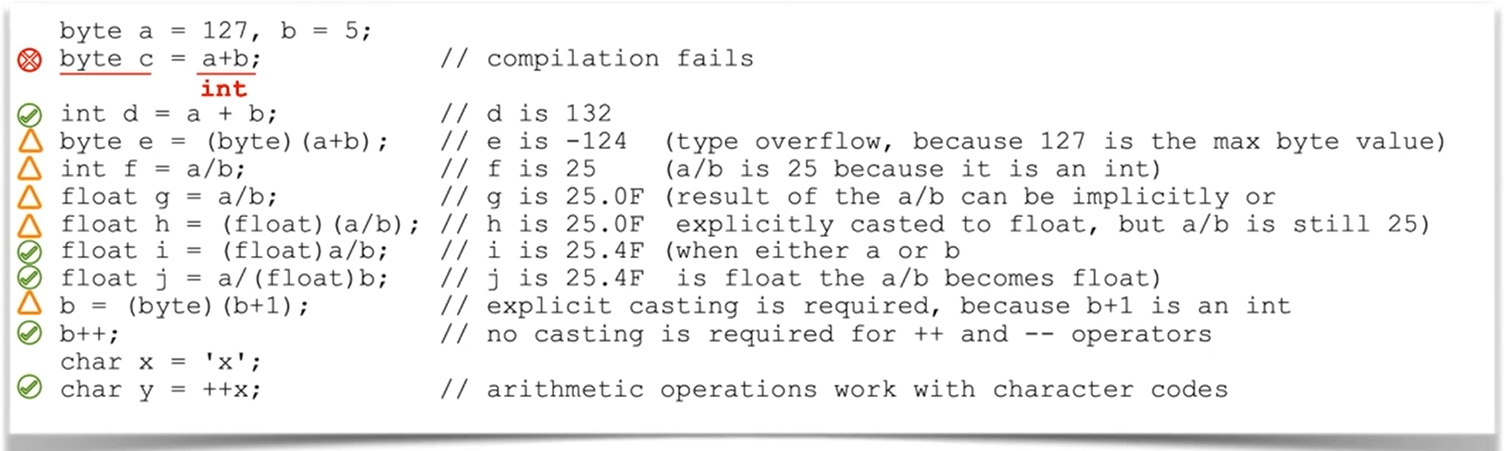 byte a = 127, b = 5;
byte c = a+b;               // compilation fails
int
int d = a + b;              // d is 132
byte e = (byte)(a+b);       // e is -124  (type overflow, because 127 is the max byte value)
int f = a/b;                // f is 25    (a/b is 25 because it is an int)
float g = a/b;              // g is 25.0F (result of the a/b can be implicitly or
float h = (float)(a/b);     // h is 25.0F  explicitly casted to float, but a/b is still 25)
float i = (float)a/b;       // i is 25.4F (when either a or b
float j = a/(float)b;       // j is 25.4F  is float the a/b becomes float)
b = (byte)(b+1);            // explicit casting is required, because b+1 is an int
b++;                        // no casting is required for ++ and -- operators
char x = 'x';
char y = ++x;               // arithmetic operations work with character codes